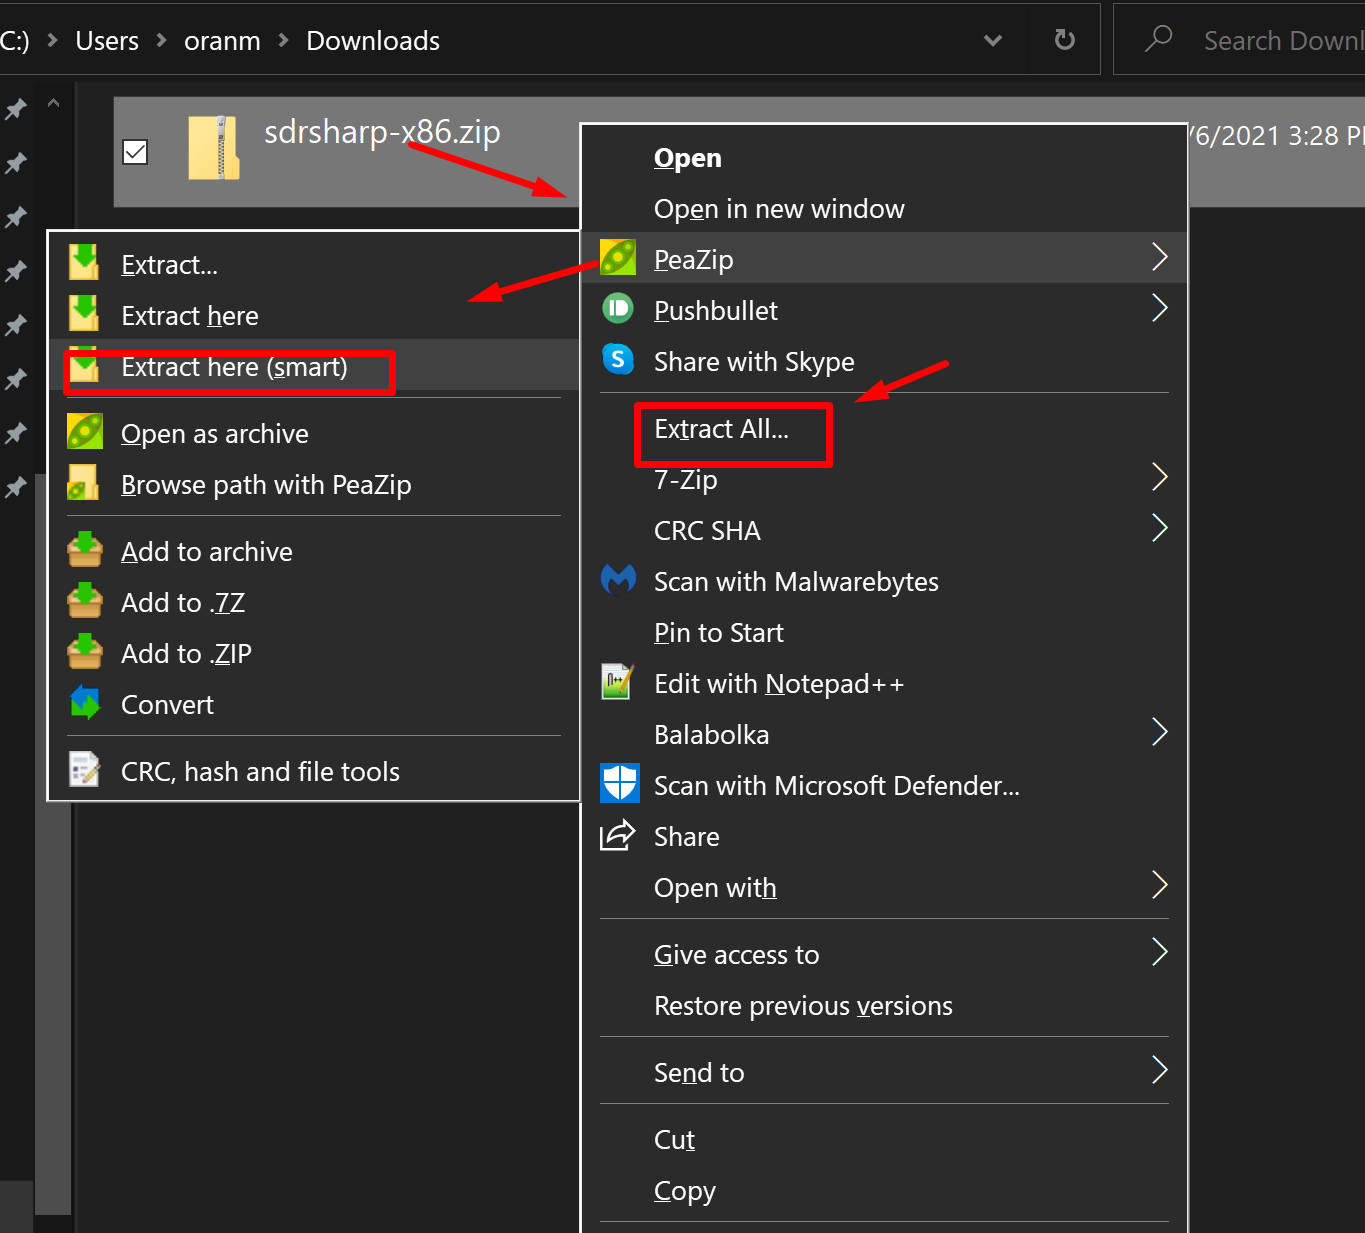 C:) > Users > oranm > Downloads
Search Downl
sdrsharp-x86.zip
/6/2021 3:28 P
Open
Open in new window
PeaZip
Pushbullet
Share with Skype
Extract All...
7-Zip
CRC SHA
Scan with Malwarebytes
Pin to Start
Edit with Notepad++
Balabolka
Scan with Microsoft Defender...
Share
Open with
Give access to
Restore previous versions
Send to
Cut
Copy
Extract...
Extract here
Extract here (smart)
Open as archive
Browse path with PeaZip
Add to archive
Add to .7Z
Add to .ZIP
Convert
CRC, hash and file tools